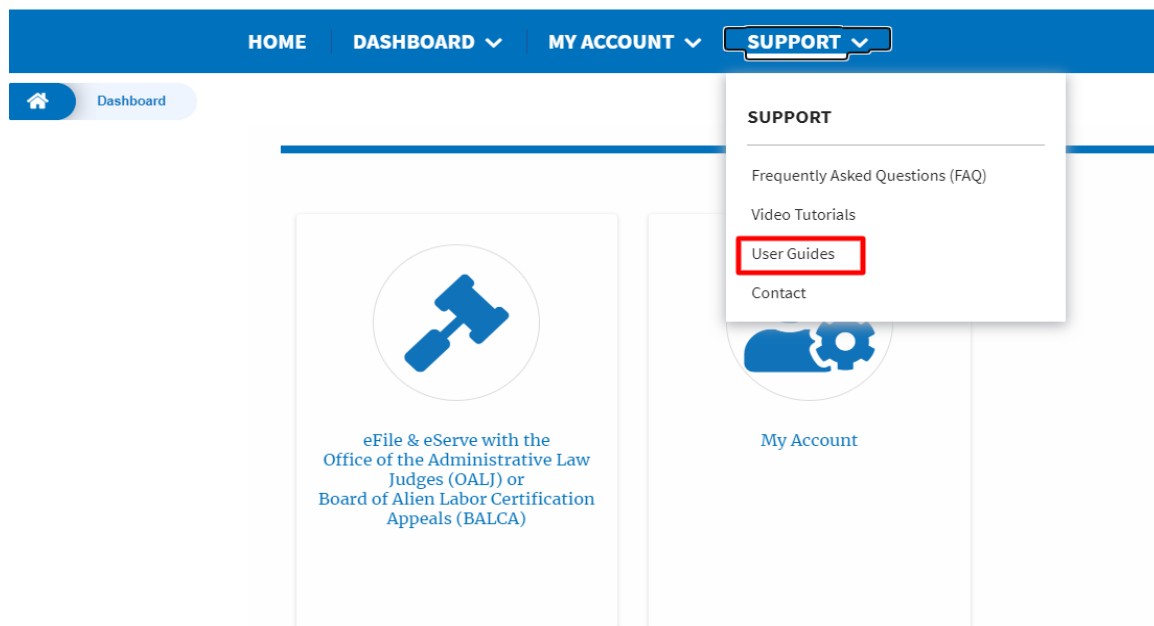 HOME DASHBOARD MY ACCOUNT SUPPORT
Dashboard
SUPPORT
Frequently Asked Questions (FAQ)
Video Tutorials
User Guides
Contact
eFile & eServe with the
Office of the Administrative Law
Judges (OALJ) or
Board of Alien Labor Certification
Appeals (BALCA)
My Account